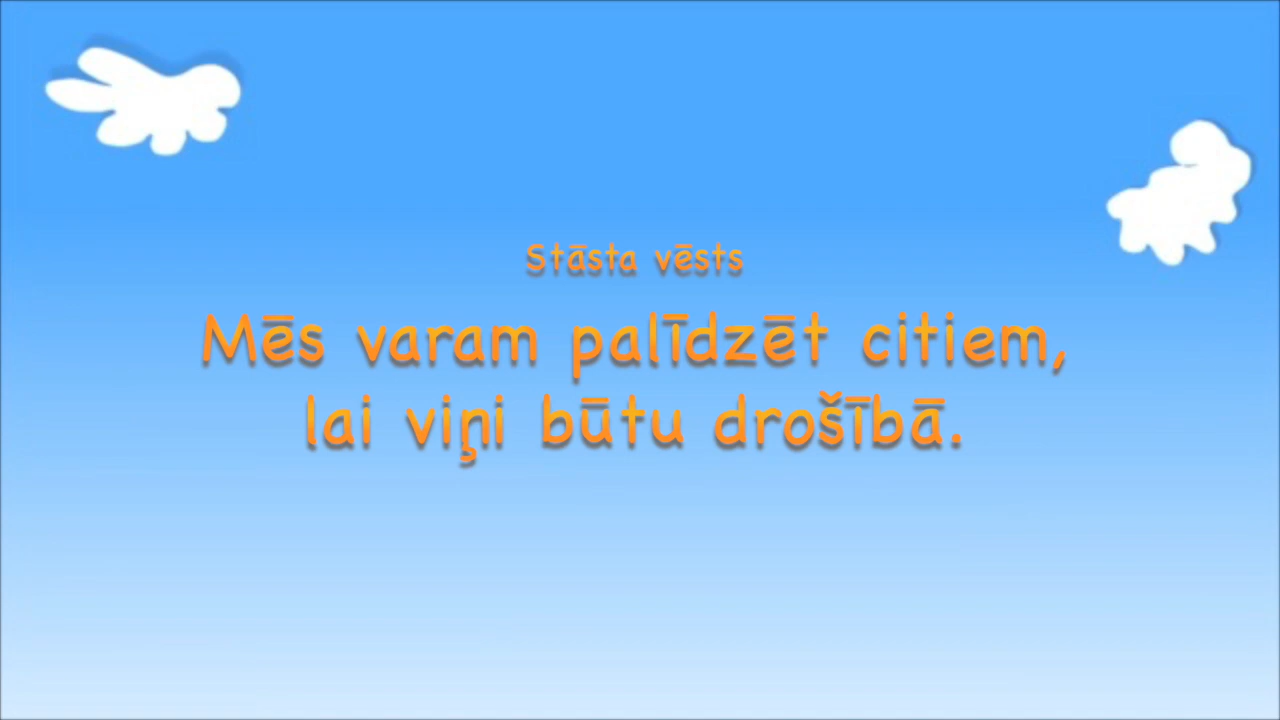 Stāsta vēsts
Mēs varam palīdzēt citiem,
lai viņi būtu drošībā.